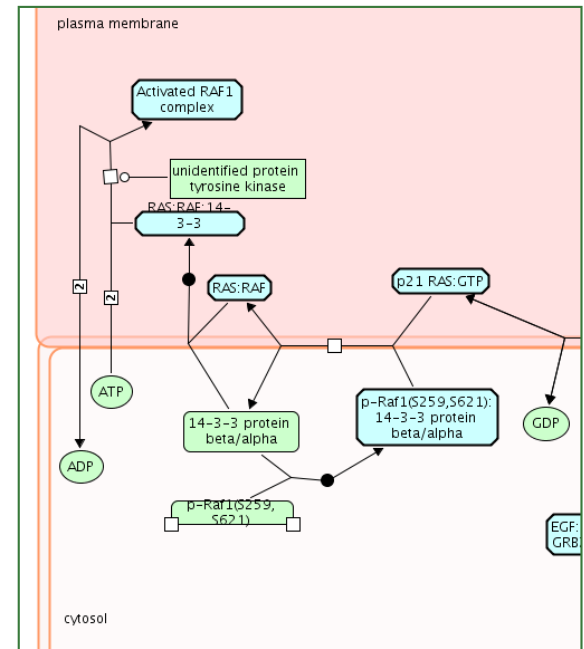 plasma membrane
Activated RAF1
complex
unidentified protein
tyrosine kinase
RAS:RAF:14-
3-3
RAS:RAF
p21 RAS:GTP
2
2
ATP
ADP
14-3-3 protein
beta/alpha
p-Raf1(S259,S621):
14-3-3 protein
beta/alpha
GDP
p-Raf1(S259,
S621)
EGF:
GRB
cytosol